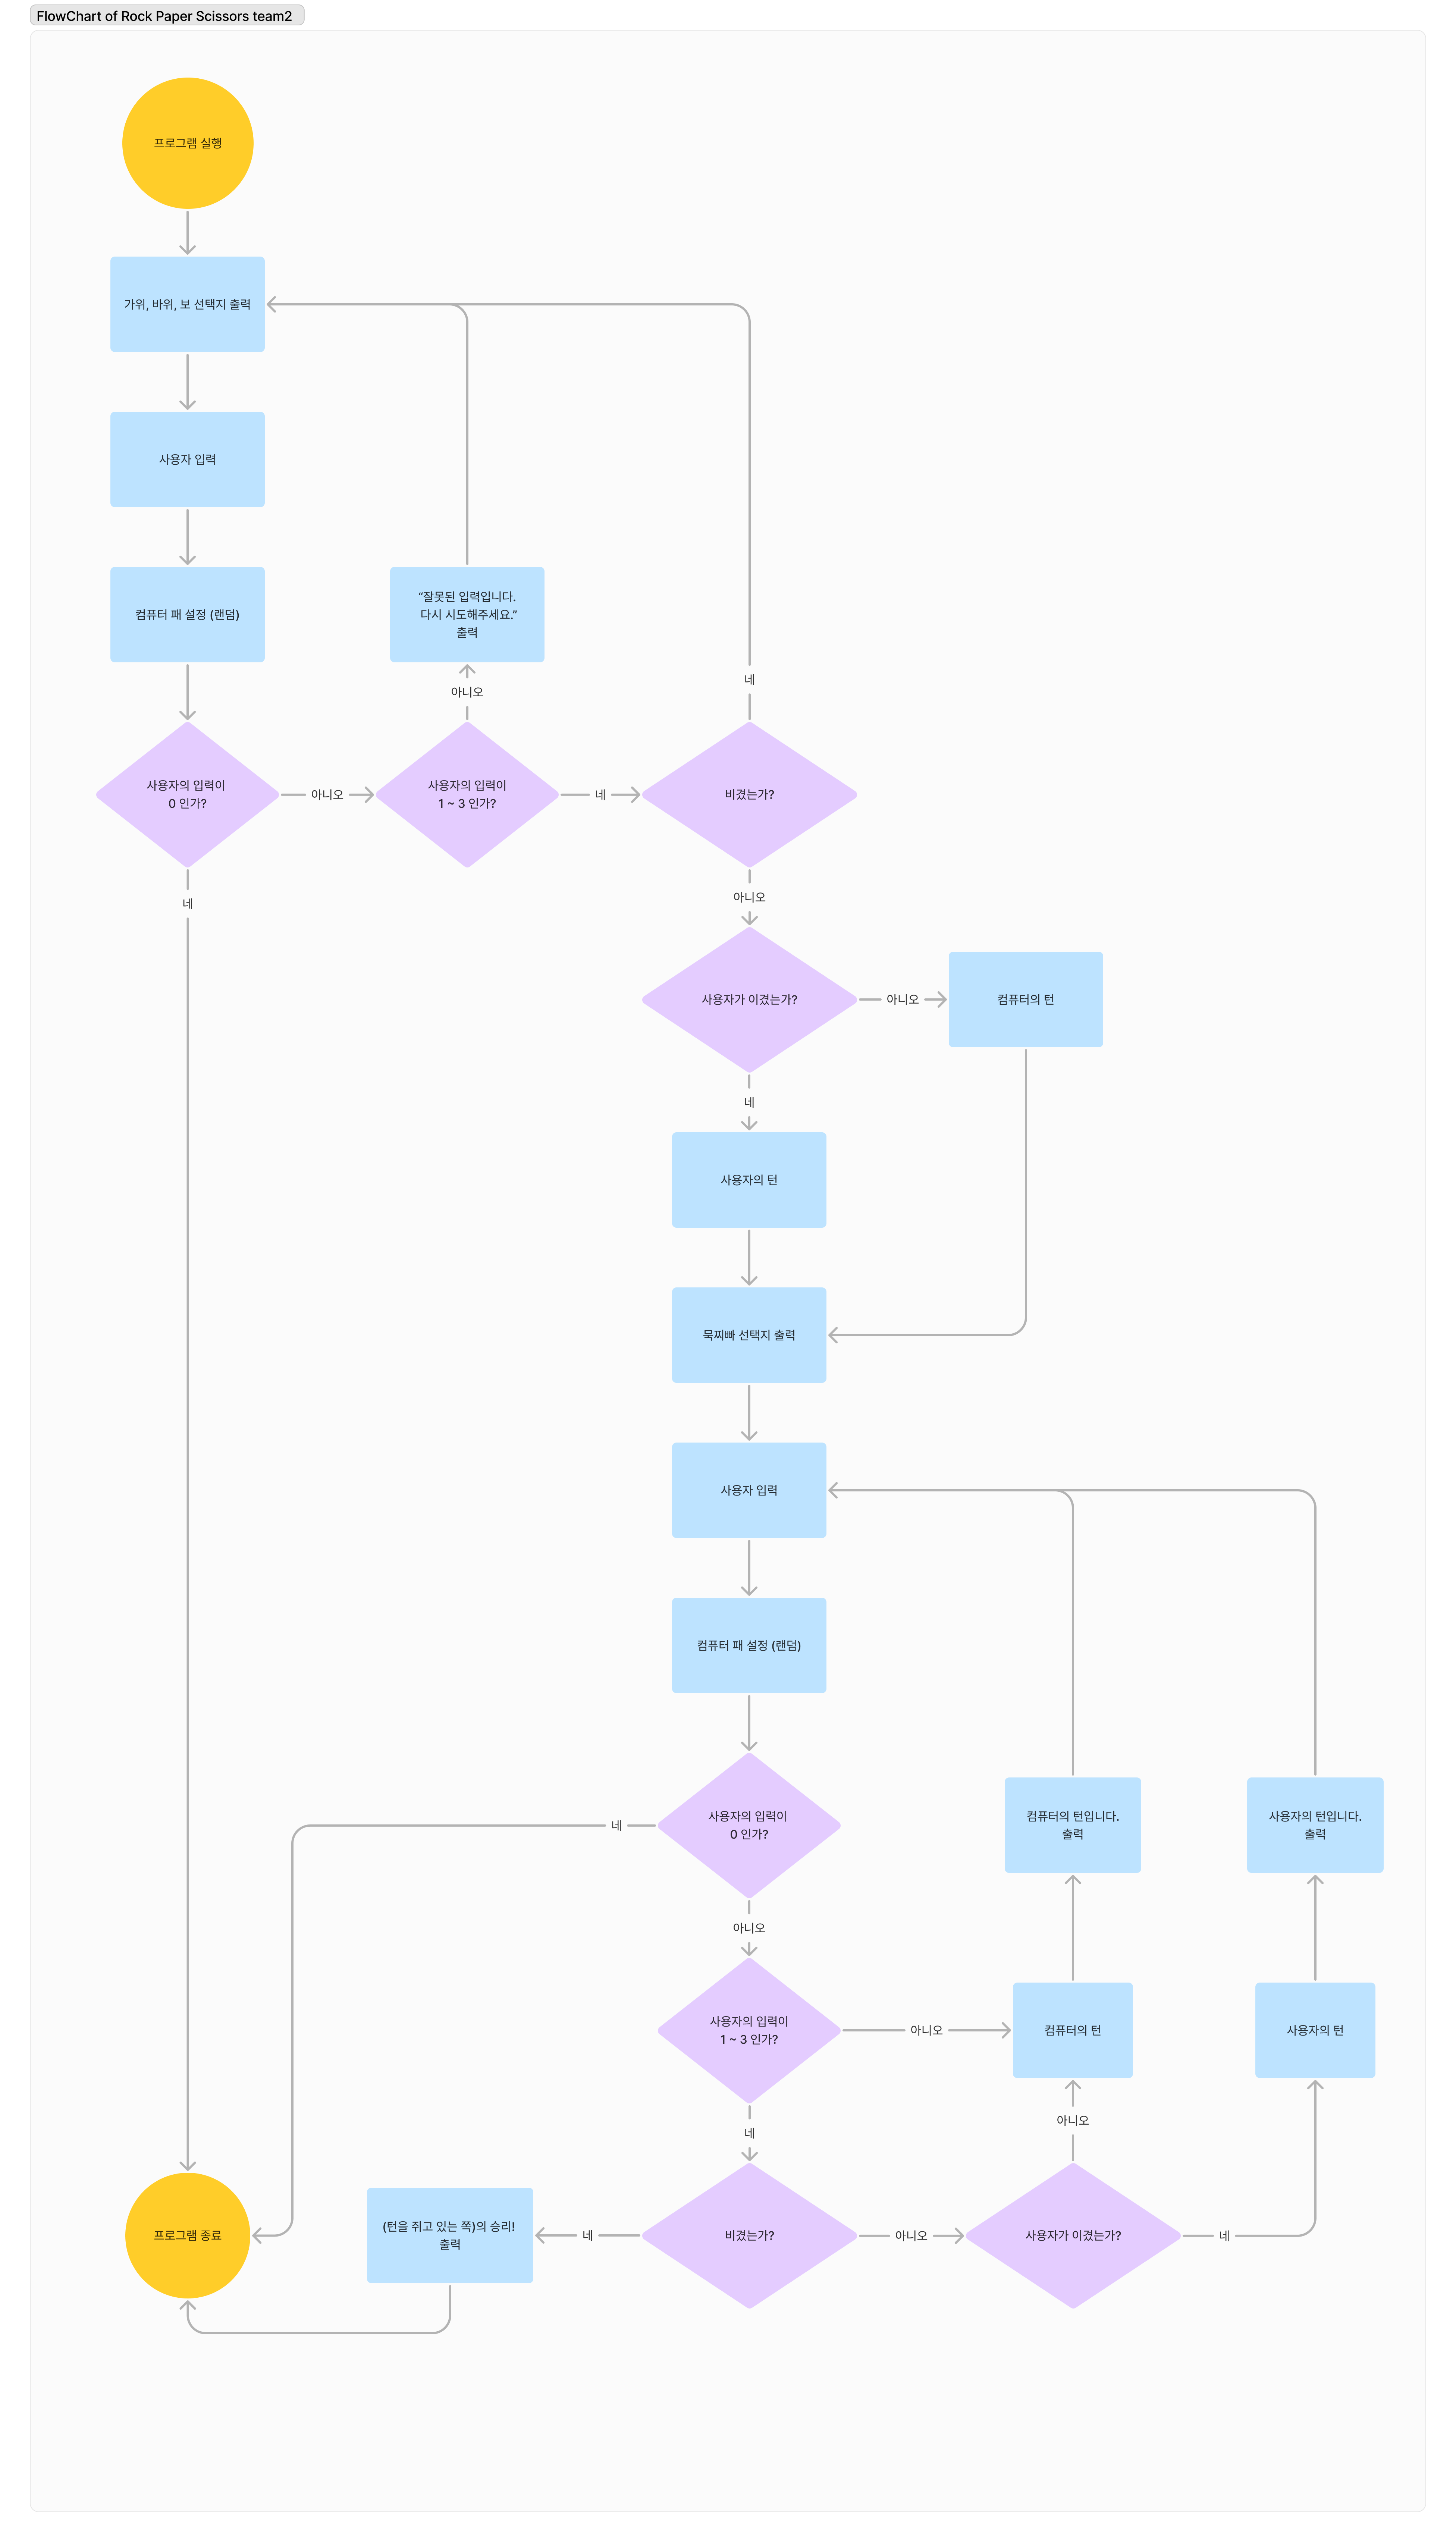 FlowChart of Rock Paper Scissors team2
프로그램 실행
가위, 바위, 보 선택지 출력
사용자 입력
컴퓨터 패 설정 (랜덤)
“잘못된 입력입니다.
다시 시도해주세요.”
출력
네
아니오
사용자의 입력이
0 인가?
아니오
사용자의 입력이
1 ~ 3 인가?
네
비겼는가?
네
아니오
사용자가 이겼는가?
아니오
컴퓨터의 턴
네
사용자의 턴
묵찌빠 선택지 출력
사용자 입력
컴퓨터 패 설정 (랜덤)
사용자의 입력이
0 인가?
네
컴퓨터의 턴입니다.
출력
사용자의 턴입니다.
출력
아니오
사용자의 입력이
1 ~ 3 인가?
아니오
컴퓨터의 턴
사용자의 턴
아니오
네
프로그램 종료
(턴을 쥐고 있는 쪽)의 승리!
출력
네
비겼는가?
아니오
사용자가 이겼는가?
네